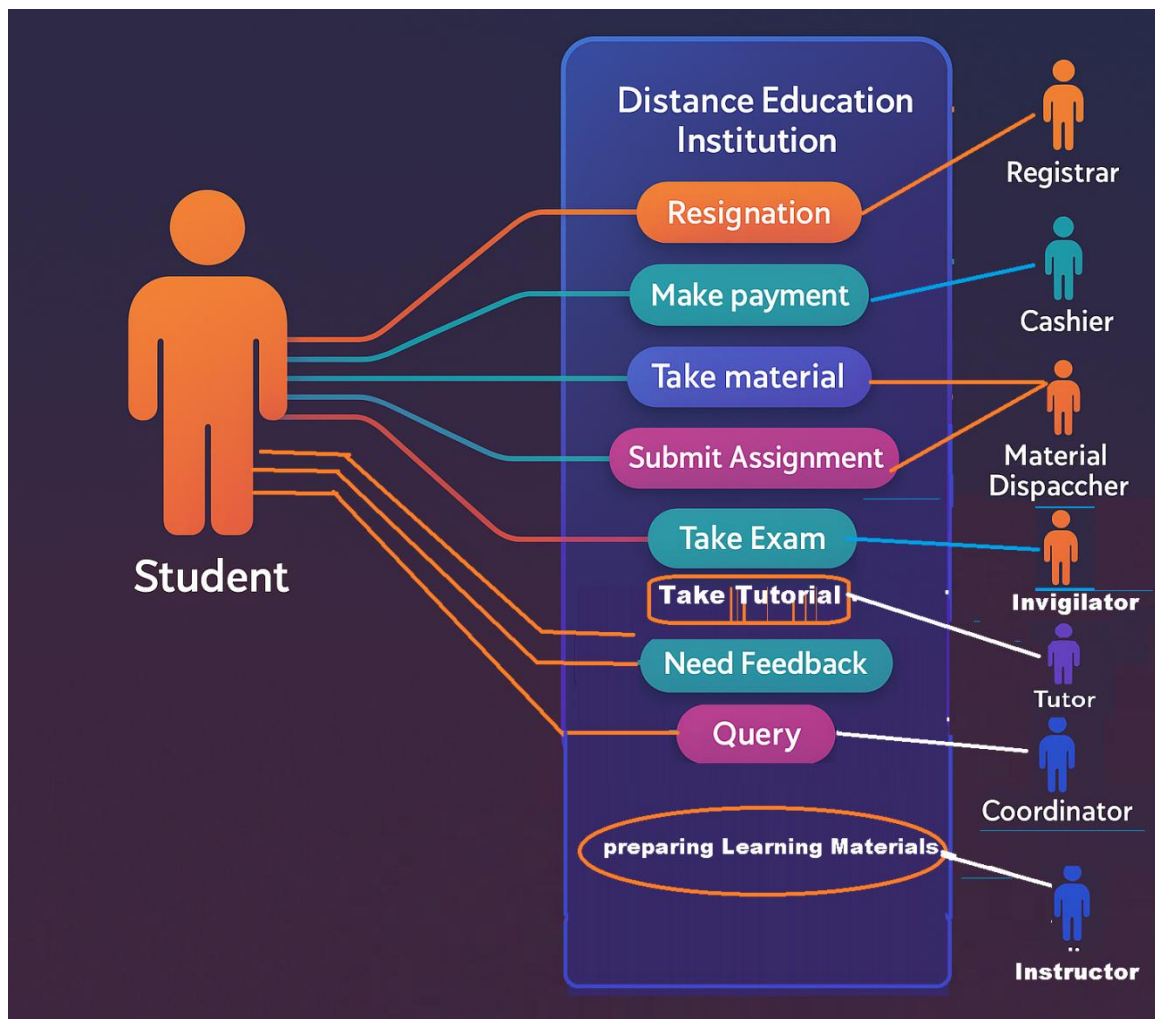 Distance Education
Institution
Resignation
Registrar
Make payment
Cashier
Take material
Submit Assignment
Material
Dispaccher
Take Exam
Student
Take Tutorial
Invigilator
Need Feedback
Tutor
Query
Coordinator
preparing Learning Materials
Instructor